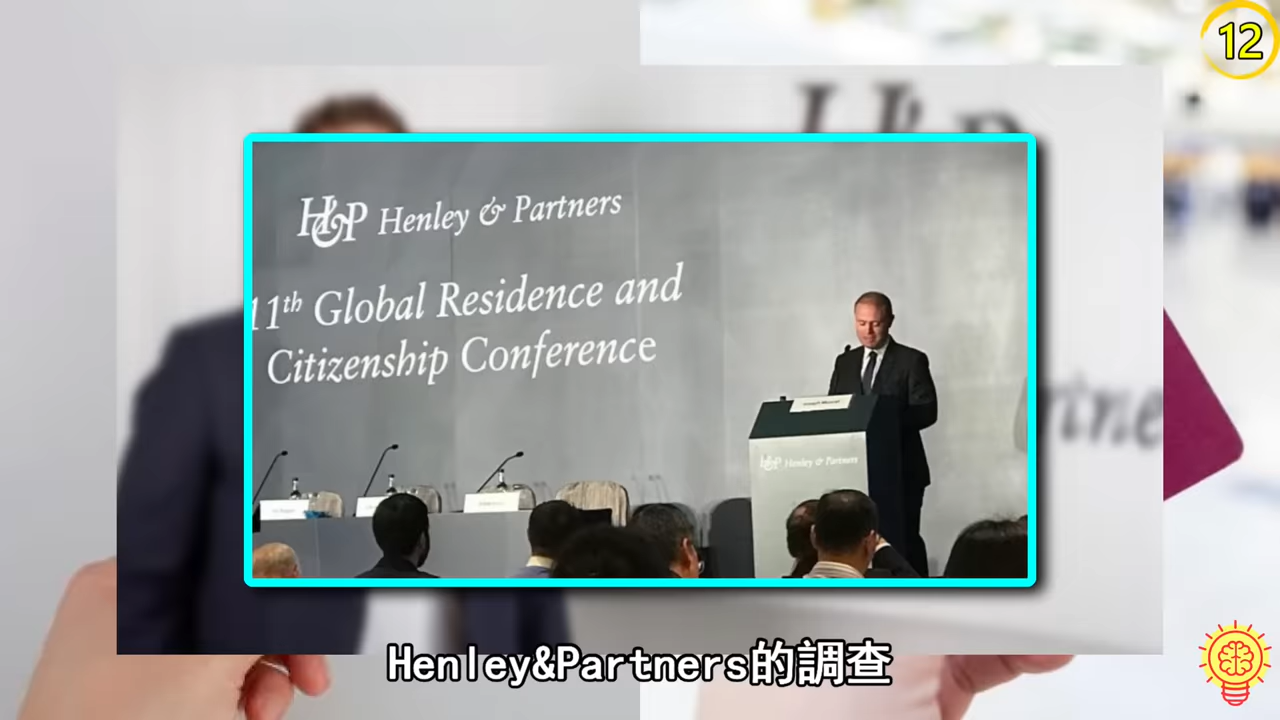 12
H&P Henley & Partners
11th Global Residence and
Citizenship Conference
H&P Henley & Partners
Henley&Partners的調查